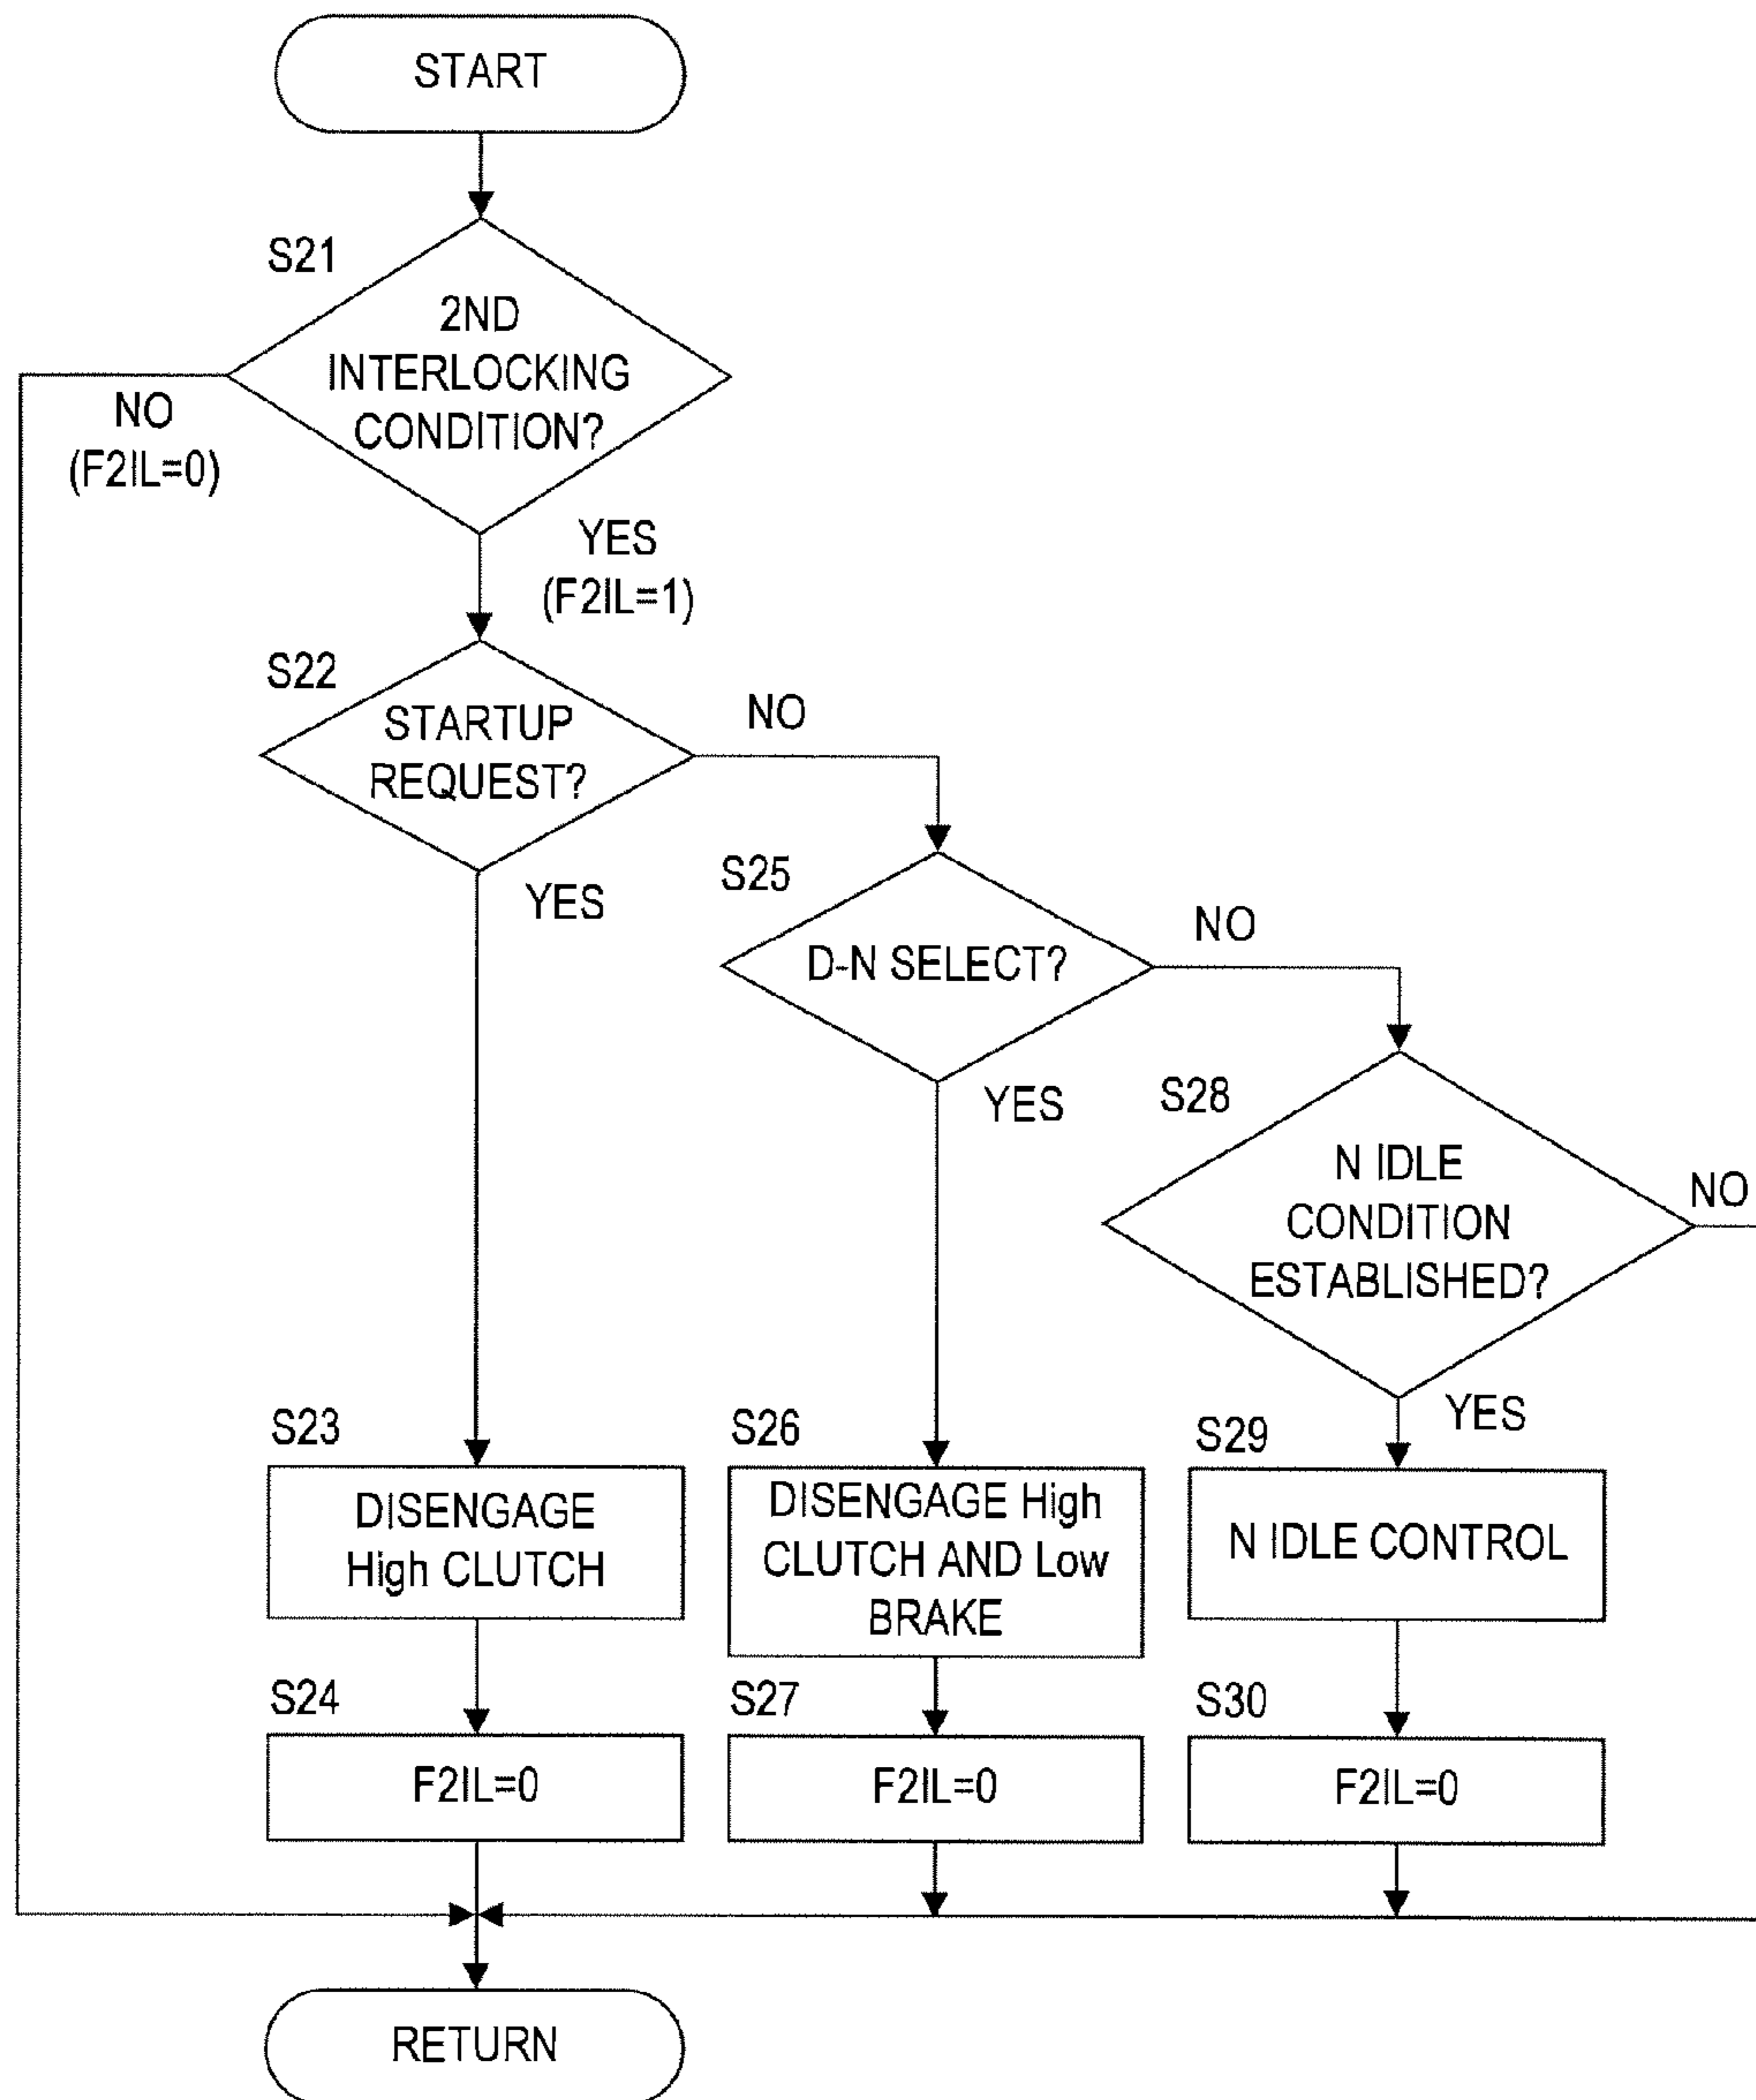 START
S21
2ND
INTERLOCKING
CONDITION?
NO
(F2IL=0)
YES
(F2IL=1)
S22
STARTUP
REQUEST?
NO
YES
S25
D-N SELECT?
NO
YES
S28
N IDLE
CONDITION
ESTABLISHED?
NO
YES
S23
DISENGAGE
High CLUTCH
S26
DISENGAGE High
CLUTCH AND Low
BRAKE
S29
N IDLE CONTROL
S24
F2IL=0
S27
F2IL=0
S30
F2IL=0
RETURN